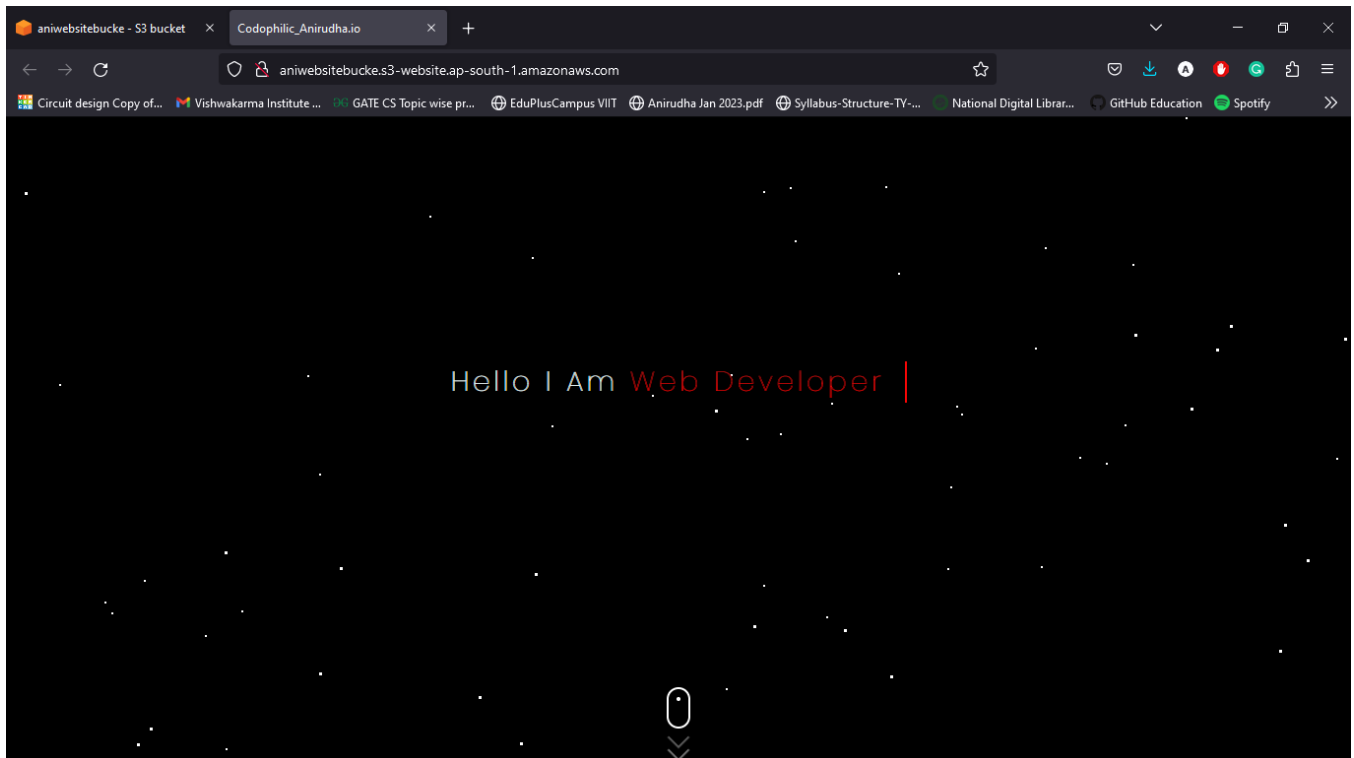 aniwebsitebucke - S3 bucket
Codophilic_Anirudha.io
aniwebsitebucke.s3-website.ap-south-1.amazonaws.com
A
G
Circuit design Copy of... Vishwakarma Institute ... GATE CS Topic wise pr... EduPlusCampus VIIT Anirudha Jan 2023.pdf Syllabus-Structure-TY-... National Digital Librar... GitHub Education Spotify
Hello I Am Web Developer